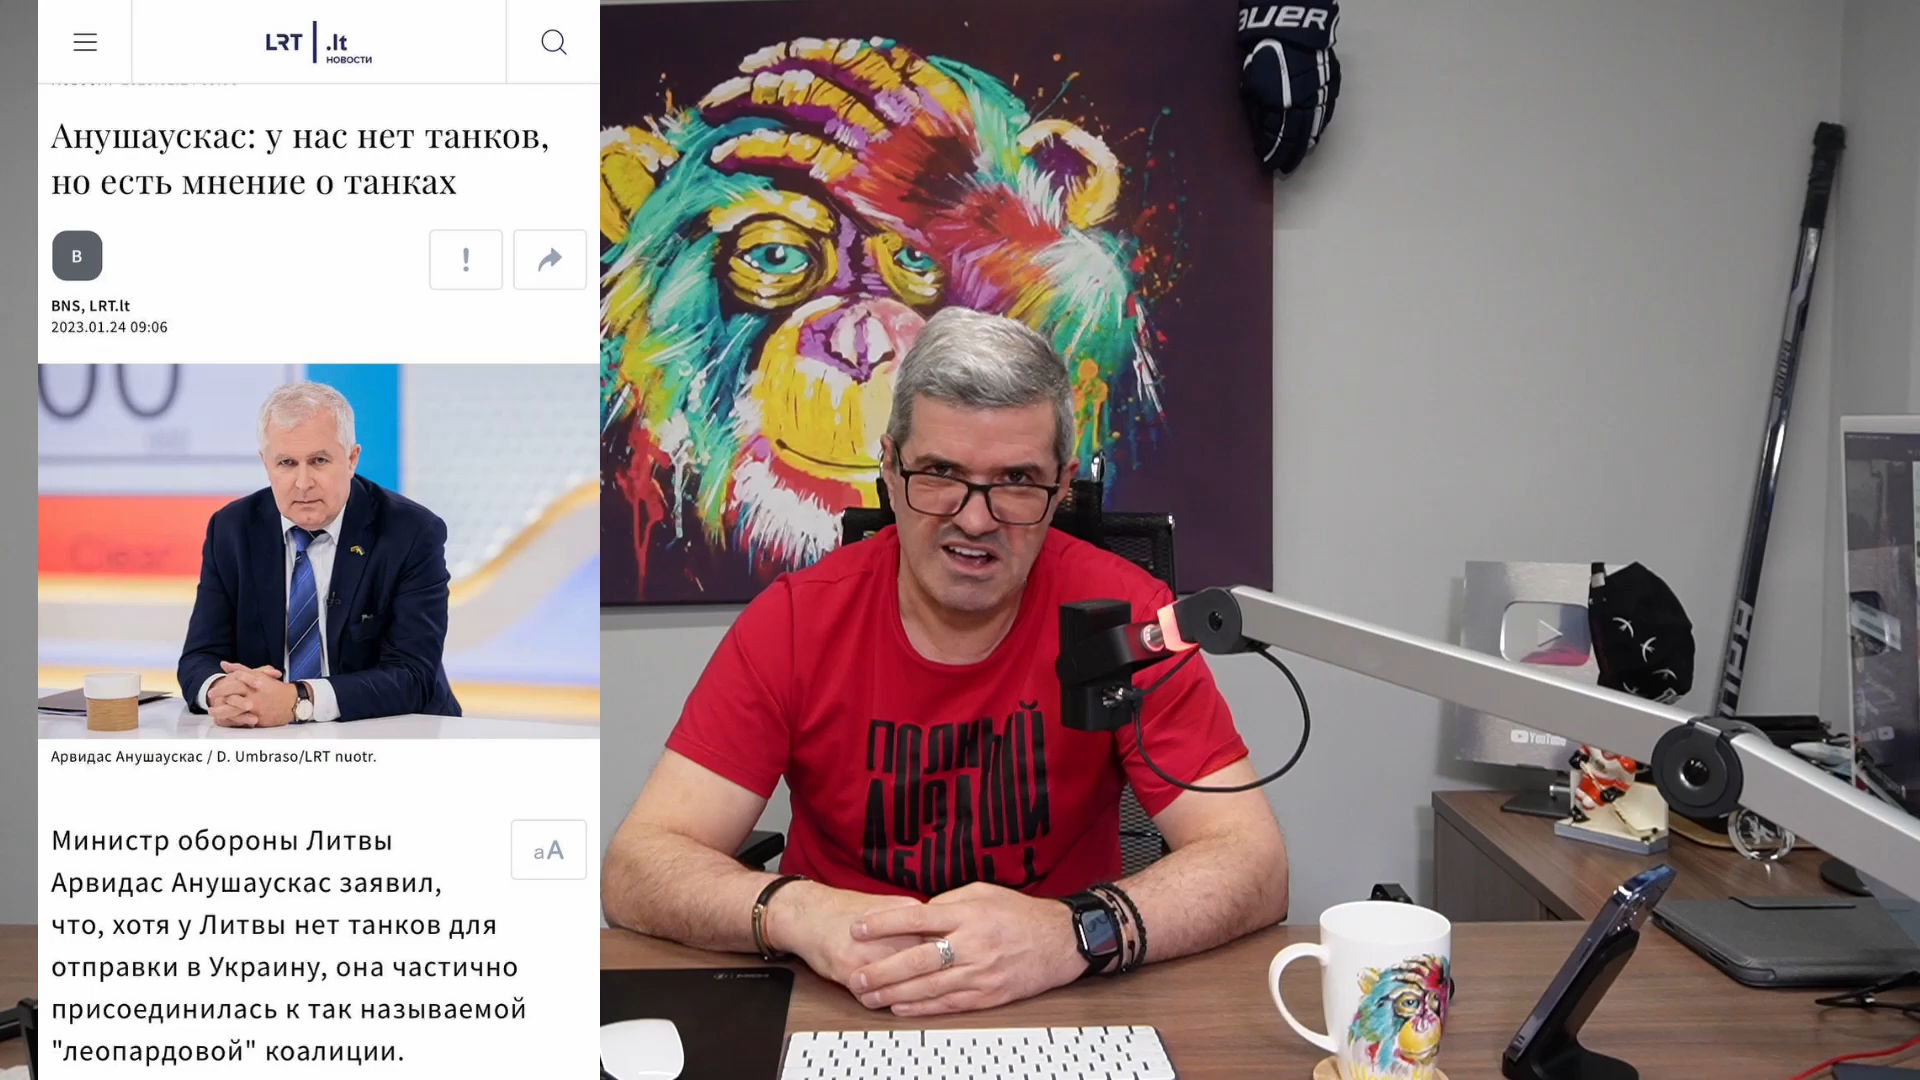 LRT .lt
НОВОСТИ
Анушаускас: у нас нет танков,
но есть мнение о танках
B
BNS, LRT.lt
2023.01.24 09:06
Арвидас Анушаускас / D. Umbraso/LRT nuotr.
Министр обороны Литвы
Арвидас Анушаускас заявил,
что, хотя у Литвы нет танков для
отправки в Украину, она частично
присоединилась к так называемой
"леопардовой" коалиции.
aA
BAUER
ПОЛНЫЙ
YouTube